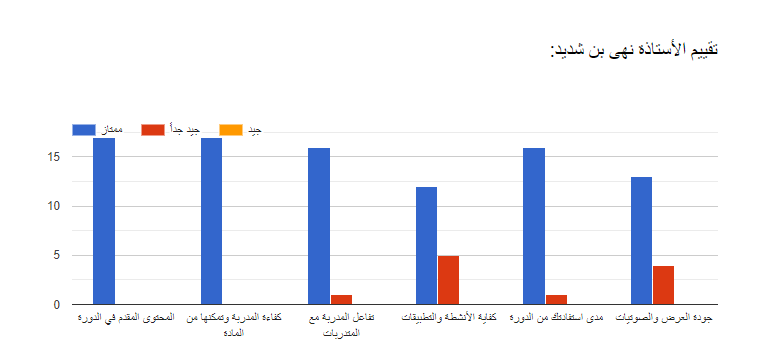 تقييم الأستاذة نهى بن شديد:
ممتاز
جيد جداً
جيد
15
10
5
0
المحتوى المقدم في الدورة
كفاءة المدربة وتمكنها من
المادة
تفاعل المدربة مع
المتدربات
كفاية الأنشطة والتطبيقات
مدى استفادتك من الدورة
جودة العرض والصوتيات